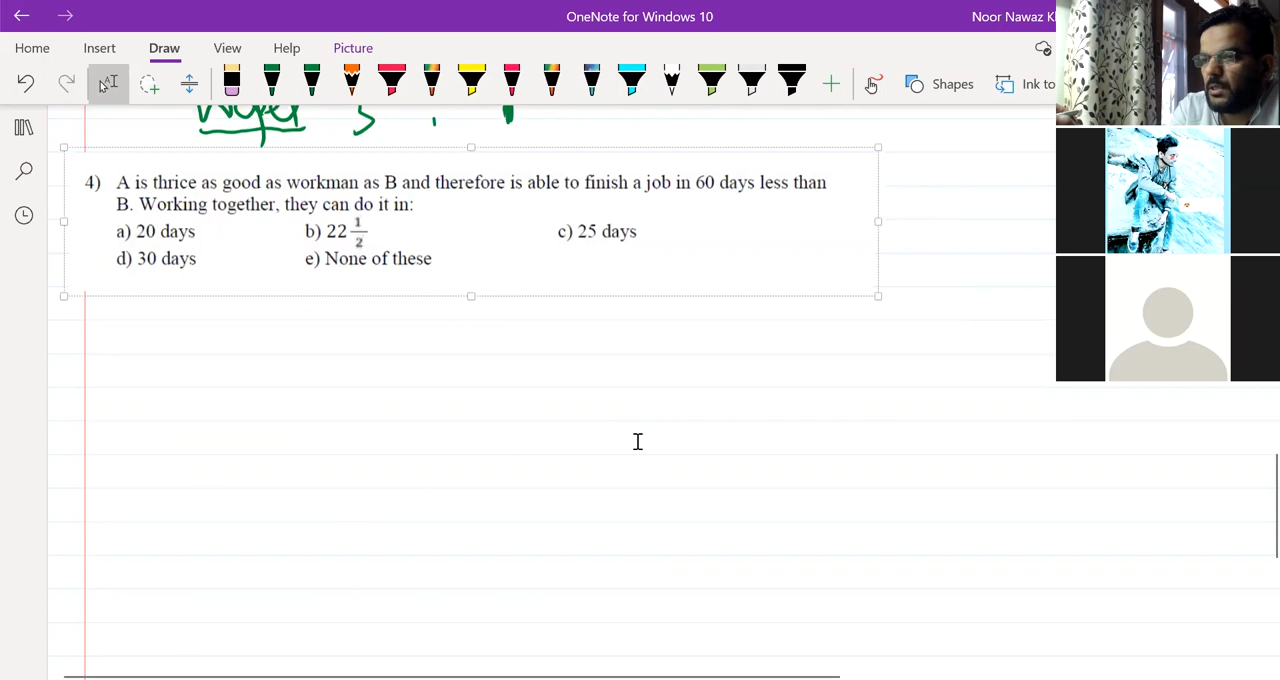 OneNote for Windows 10
Noor Nawaz Kh
Home Insert Draw View Help Picture
Shapes Ink to
4) A is thrice as good as workman as B and therefore is able to finish a job in 60 days less than
B. Working together, they can do it in:
a) 20 days b) 22 1/2 c) 25 days
d) 30 days e) None of these